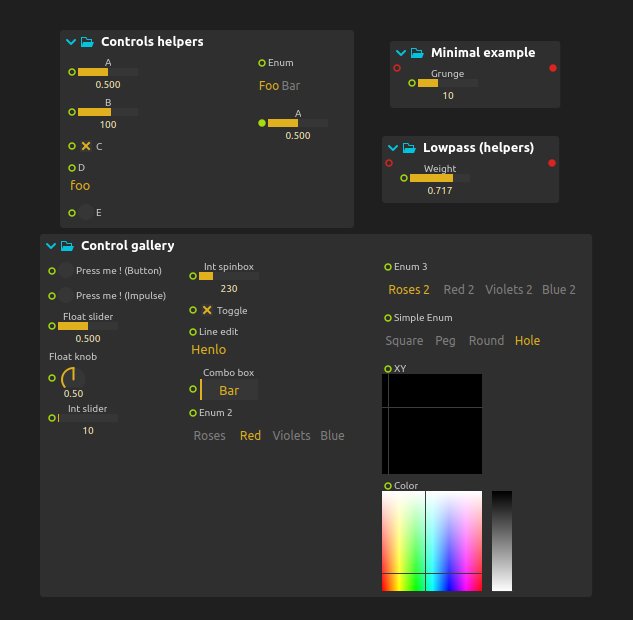 Controls helpers
A
0.500
B
100
C
D
foo
E
Enum
Foo Bar
A
0.500
Minimal example
Grunge
10
Lowpass (helpers)
Weight
0.717
Control gallery
Press me ! (Button)
Press me ! (Impulse)
Float slider
0.500
Float knob
0.50
Int slider
10
Int spinbox
230
Toggle
Line edit
Henlo
Combo box
Bar
Enum 2
Roses Red Violets Blue
Enum 3
Roses 2 Red 2 Violets 2 Blue 2
Simple Enum
Square Peg Round Hole
XY
Color